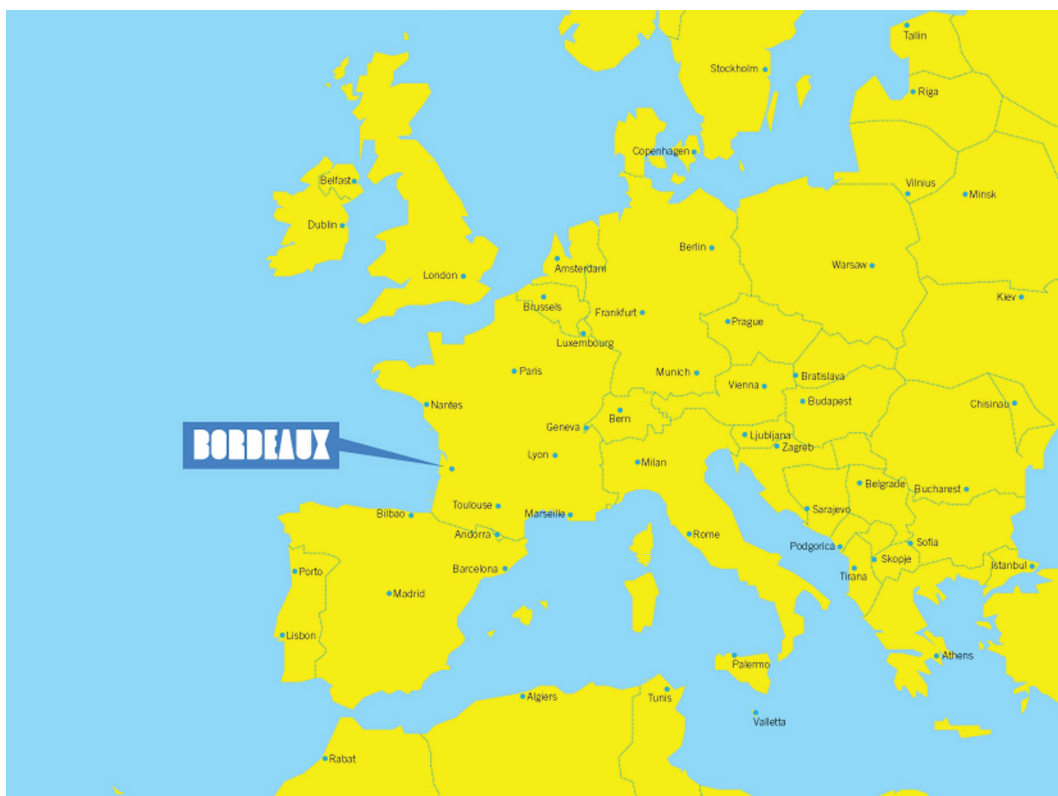 Tallin
Stockholm
Riga
Copenhagen
Belfast
Vilnius
Minsk
Dublin
Berlin
London
Amsterdam
Warsaw
Brussels
Kiev
Frankfurt
Prague
Luxembourg
Paris
Munich
Vienna
Bratislava
Nantes
Budapest
Chisinau
Bern
Geneva
Ljubljana
BORDEAUX
Zagreb
Lyon
Milan
Belgrade
Bucharest
Toulouse
Sarajevo
Bilbao
Marseille
Andorra
Rome
Podgorica
Sofia
Skopje
Istanbul
Barcelona
Porto
Tirana
Madrid
Lisbon
Athens
Palermo
Algiers
Tunis
Valletta
Rabat